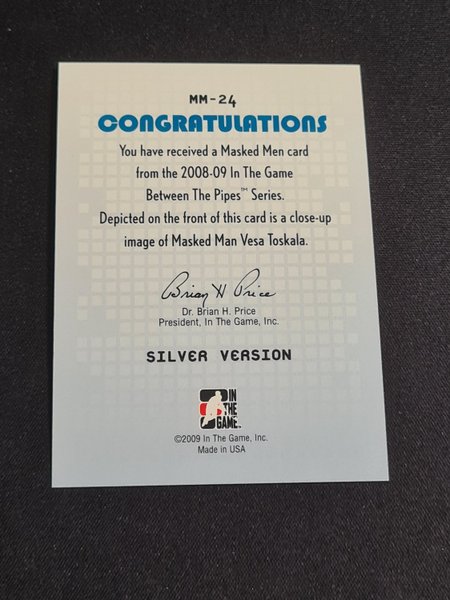 MM-24
CONGRATULATIONS
You have received a Masked Men card
from the 2008-09 In The Game
Between The Pipes™ Series.
Depicted on the front of this card is a close-up
image of Masked Man Vesa Toskala.
Brian H Price
Dr. Brian H. Price
President, In The Game, Inc.
SILVER VERSION
IN
THE
GAME
©2009 In The Game, Inc.
Made in USA